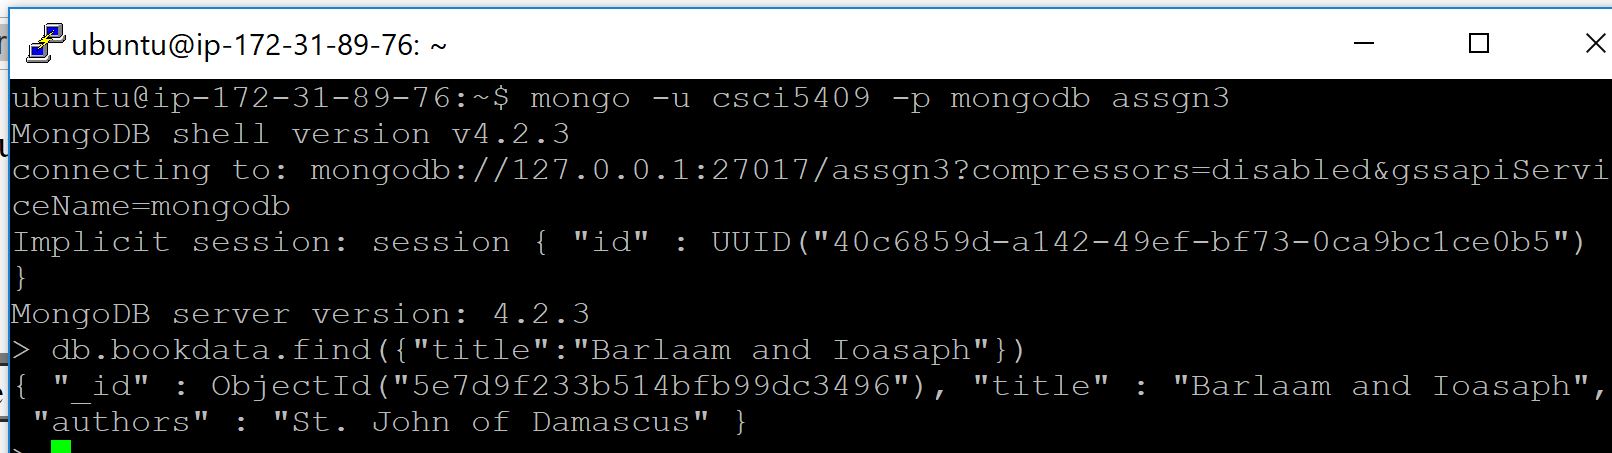 ubuntu@ip-172-31-89-76: ~
ubuntu@ip-172-31-89-76:~$ mongo -u csci5409 -p mongodb assgn3
MongoDB shell version v4.2.3
connecting to: mongodb://127.0.0.1:27017/assgn3?compressors=disabled&gssapiServi
ceName=mongodb
Implicit session: session { "id" : UUID("40c6859d-a142-49ef-bf73-0ca9bc1ce0b5")
}
MongoDB server version: 4.2.3
> db.bookdata.find({"title":"Barlaam and Ioasaph"})
{ "_id" : ObjectId("5e7d9f233b514bfb99dc3496"), "title" : "Barlaam and Ioasaph",
 "authors" : "St. John of Damascus" }
>